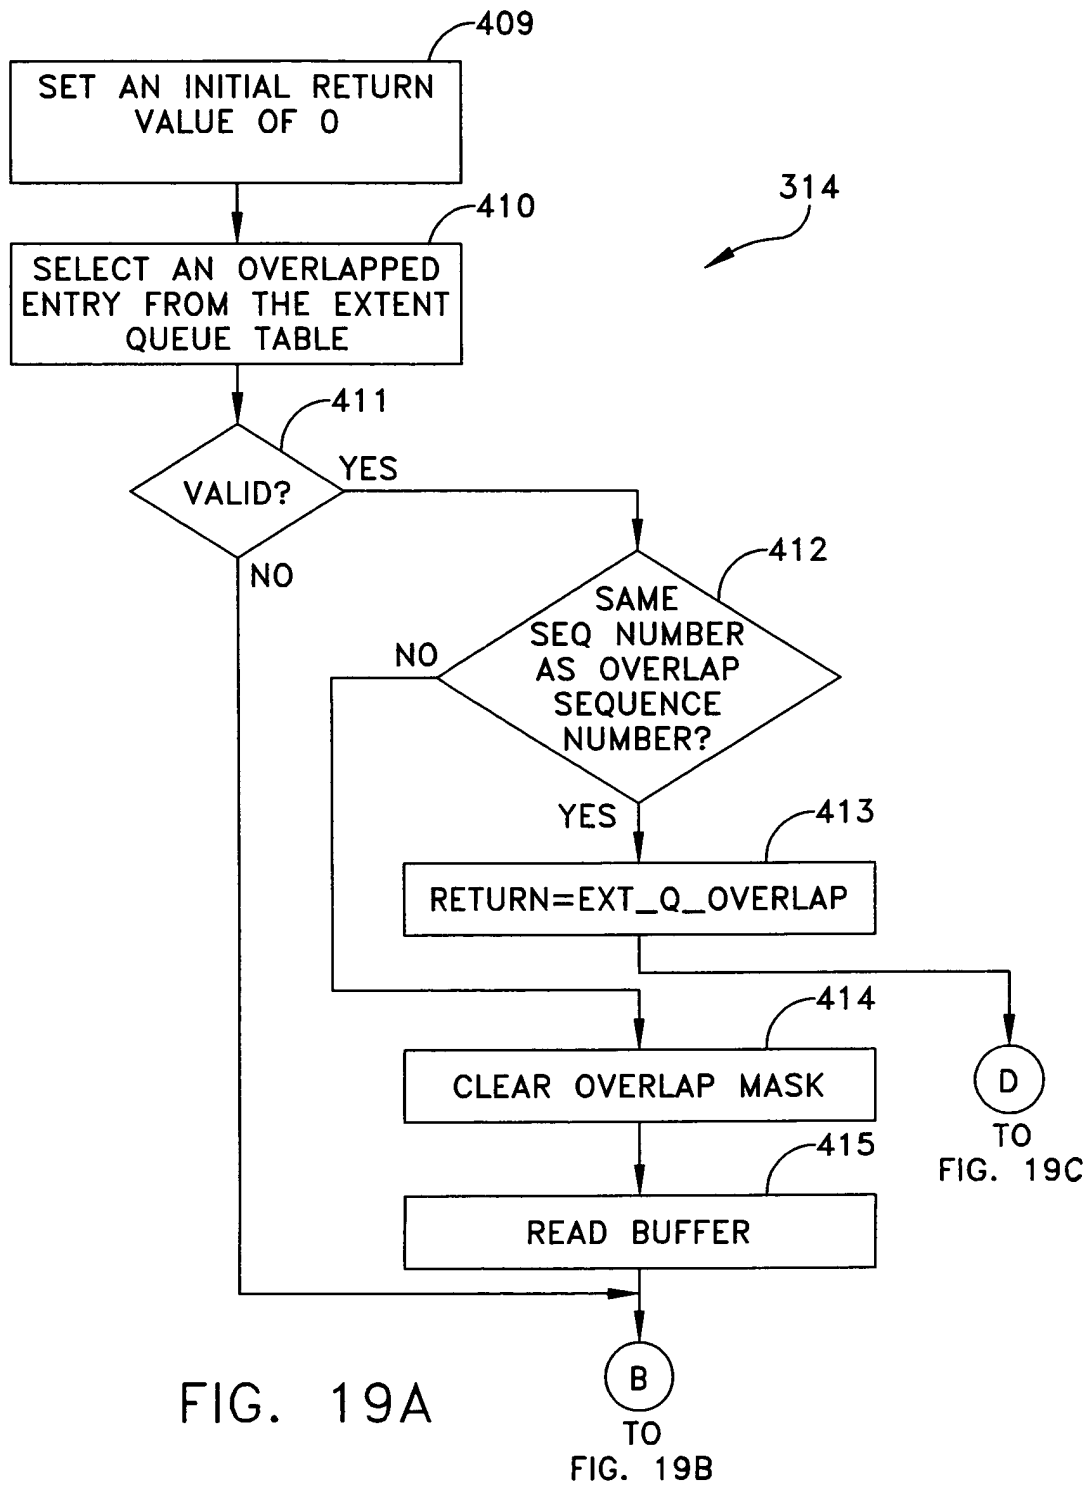 409
SET AN INITIAL RETURN
VALUE OF 0
410
SELECT AN OVERLAPPED
ENTRY FROM THE EXTENT
QUEUE TABLE
314
411
VALID?
YES
NO
412
SAME
SEQ NUMBER
AS OVERLAP
SEQUENCE
NUMBER?
NO
YES
413
RETURN=EXT_Q_OVERLAP
414
CLEAR OVERLAP MASK
D
TO
FIG. 19C
415
READ BUFFER
B
TO
FIG. 19B
FIG. 19A